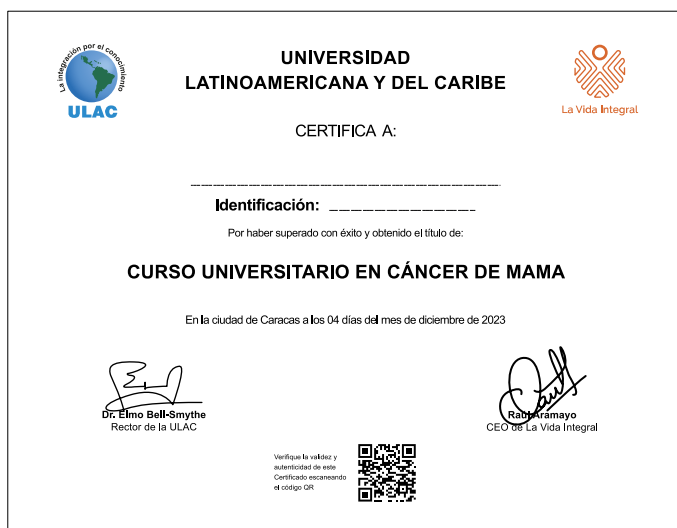 La integración por el conocimiento
ULAC
UNIVERSIDAD
LATINOAMERICANA Y DEL CARIBE
La Vida Integral
CERTIFICA A:
Identificación:
Por haber superado con éxito y obtenido el título de:
CURSO UNIVERSITARIO EN CÁNCER DE MAMA
En la ciudad de Caracas a los 04 días del mes de diciembre de 2023
Dr. Elmo Bell-Smythe
Rector de la ULAC
Raúl Aramayo
CEO de La Vida Integral
Verifique la validez y
autenticidad de este
Certificado escaneando
el código QR